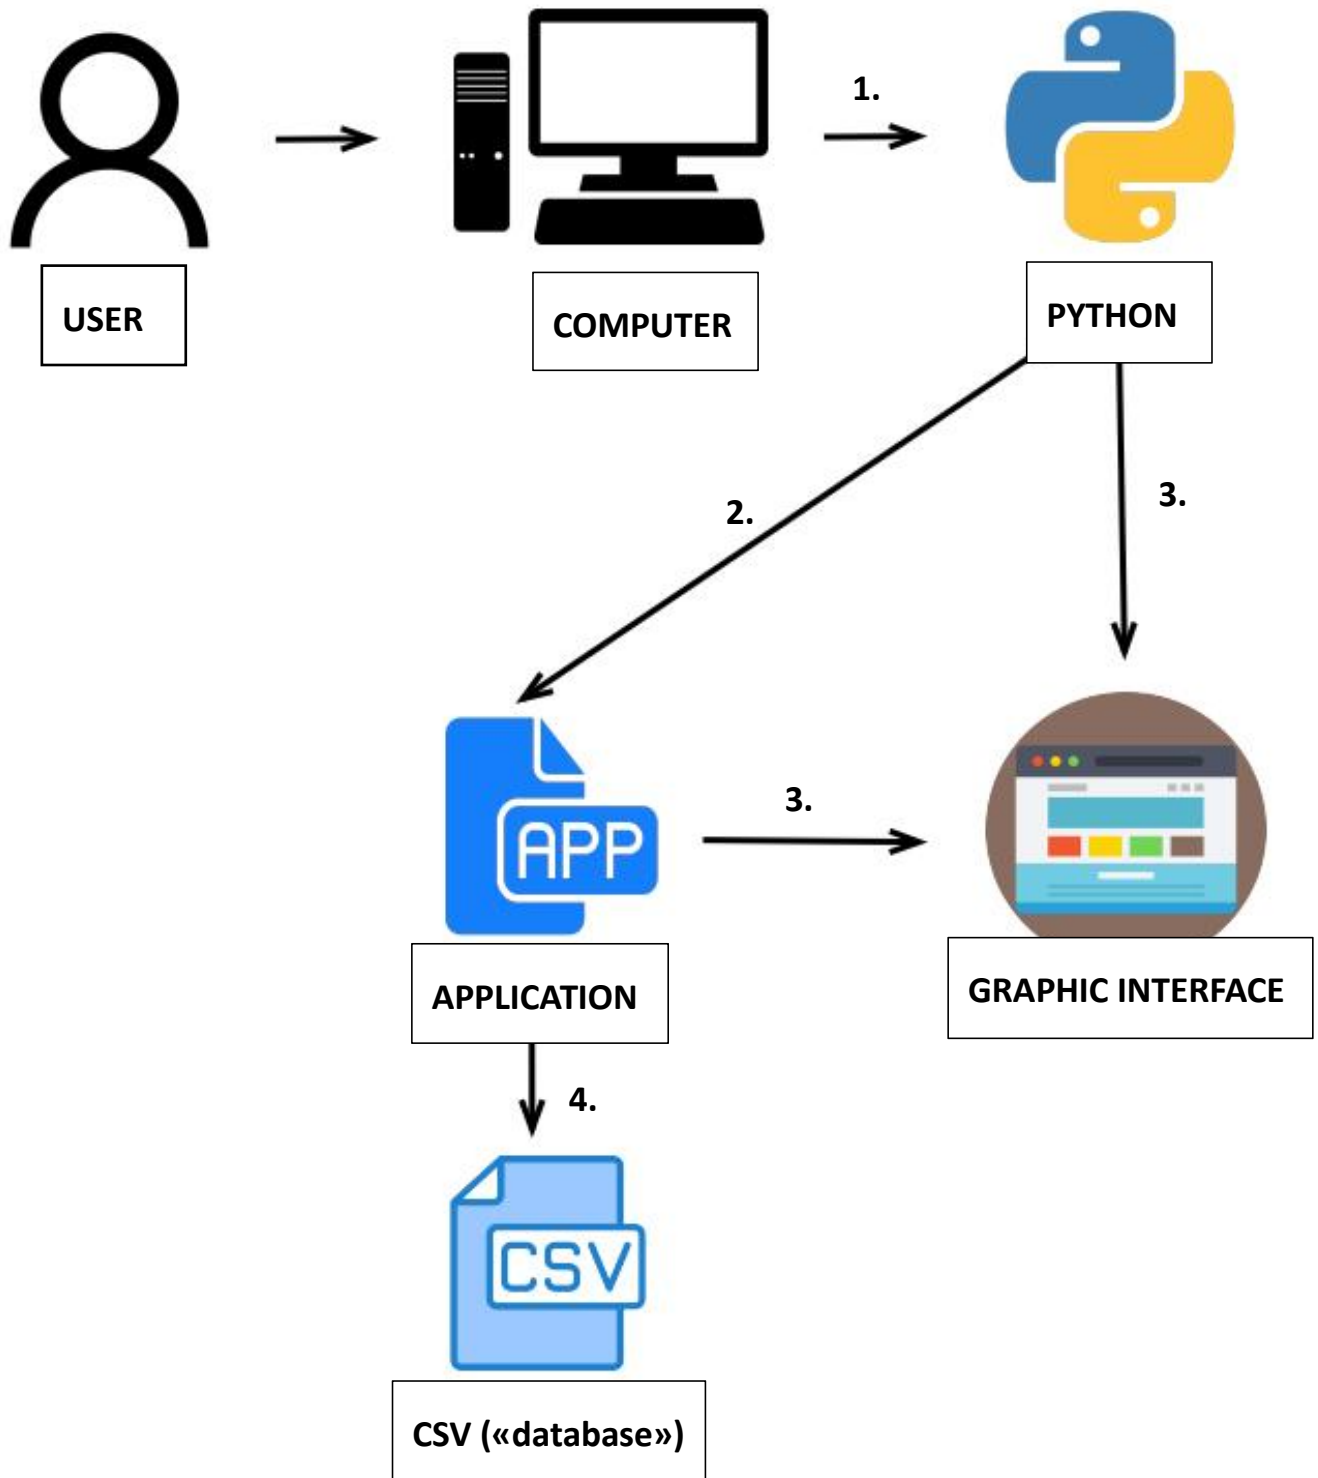 1.
USER
COMPUTER
PYTHON
2.
3.
APP
3.
APPLICATION
GRAPHIC INTERFACE
4.
CSV
CSV («database»)